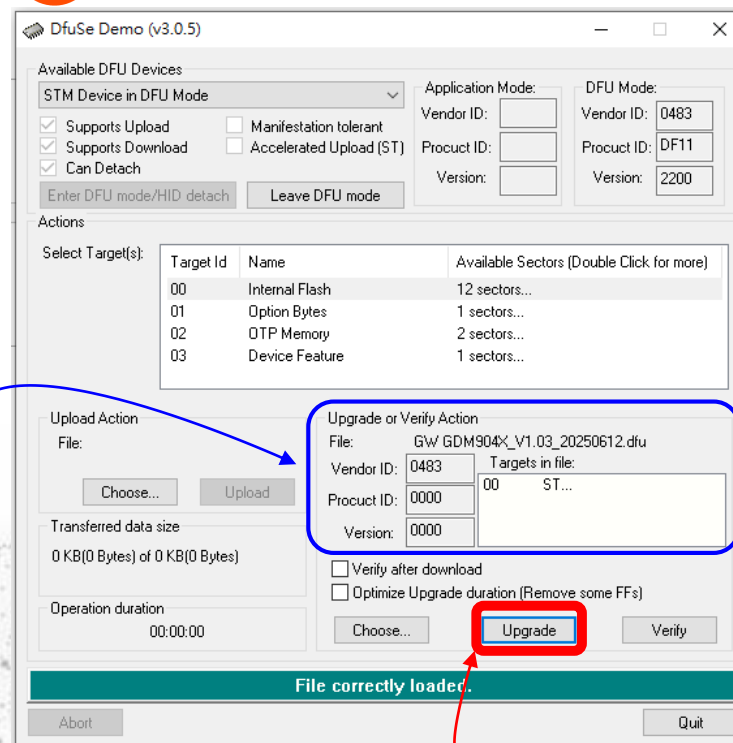 DfuSe Demo (v3.0.5)
Available DFU Devices
STM Device in DFU Mode
Supports Upload
Manifestation tolerant
Supports Download
Accelerated Upload (ST)
Can Detach
Enter DFU mode/HID detach
Leave DFU mode
Application Mode:
Vendor ID:
Procuct ID:
Version:
DFU Mode:
Vendor ID: 0483
Procuct ID: DF11
Version: 2200
Actions
Select Target(s):
Target Id Name Available Sectors (Double Click for more)
00 Internal Flash 12 sectors...
01 Option Bytes 1 sectors...
02 OTP Memory 2 sectors...
03 Device Feature 1 sectors...
Upload Action
File:
Choose... Upload
Transferred data size
0 KB(0 Bytes) of 0 KB(0 Bytes)
Operation duration
00:00:00
Upgrade or Verify Action
File: GW GDM904X_V1.03_20250612.dfu
Vendor ID: 0483
Procuct ID: 0000
Version: 0000
Targets in file:
00 ST...
Verify after download
Optimize Upgrade duration (Remove some FFs)
Choose... Upgrade Verify
File correctly loaded.
Abort Quit